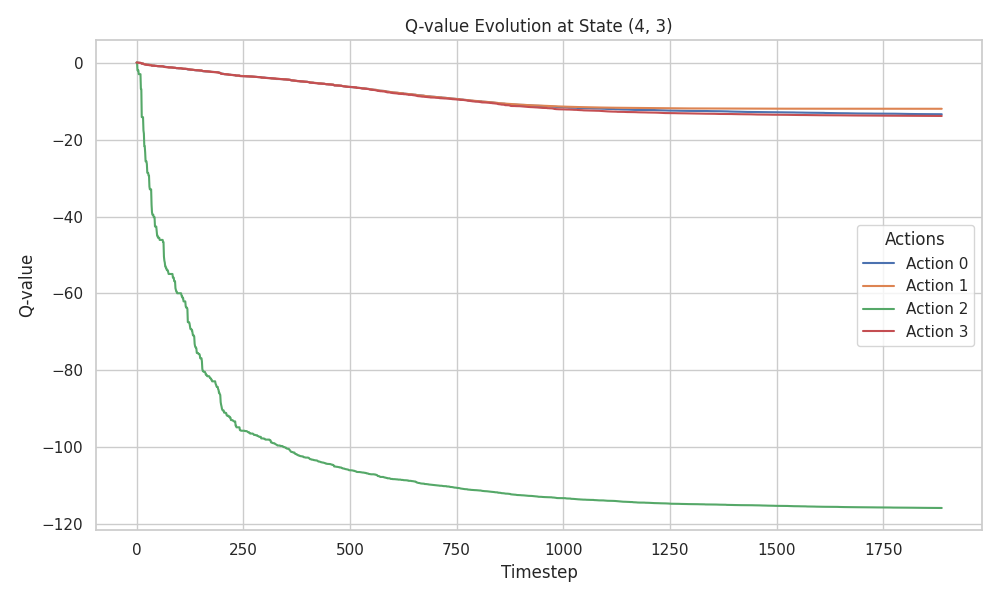 Q-value Evolution at State (4, 3)
Q-value
0
−20
−40
−60
−80
−100
−120
Actions
Action 0
Action 1
Action 2
Action 3
0
250
500
750
1000
1250
1500
1750
Timestep